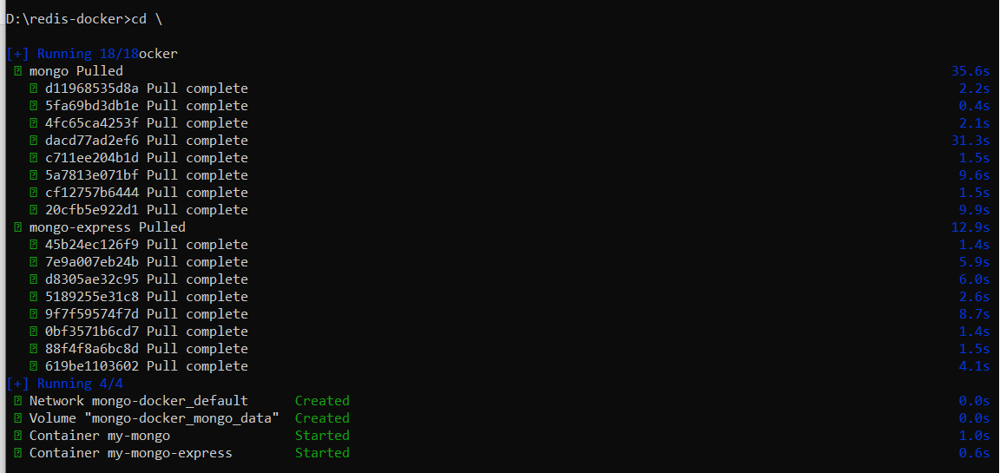 D:\redis-docker>cd \
[+] Running 18/18ocker
mongo Pulled 35.6s
d11968535d8a Pull complete 2.2s
5fa69bd3db1e Pull complete 0.4s
4fc65ca4253f Pull complete 2.1s
dacd77ad2ef6 Pull complete 31.3s
c711ee204b1d Pull complete 1.5s
5a7813e071bf Pull complete 9.6s
cf12757b6444 Pull complete 1.5s
20cfb5e922d1 Pull complete 9.9s
mongo-express Pulled 12.9s
45b24ec126f9 Pull complete 1.4s
7e9a007eb24b Pull complete 5.9s
d8305ae32c95 Pull complete 6.0s
5189255e31c8 Pull complete 2.6s
9f7f59574f7d Pull complete 8.7s
0bf3571b6cd7 Pull complete 1.4s
88f4f8a6bc8d Pull complete 1.5s
619be1103602 Pull complete 4.1s
[+] Running 4/4
Network mongo-docker_default Created 0.0s
Volume "mongo-docker_mongo_data" Created 0.0s
Container my-mongo Started 1.0s
Container my-mongo-express Started 0.6s